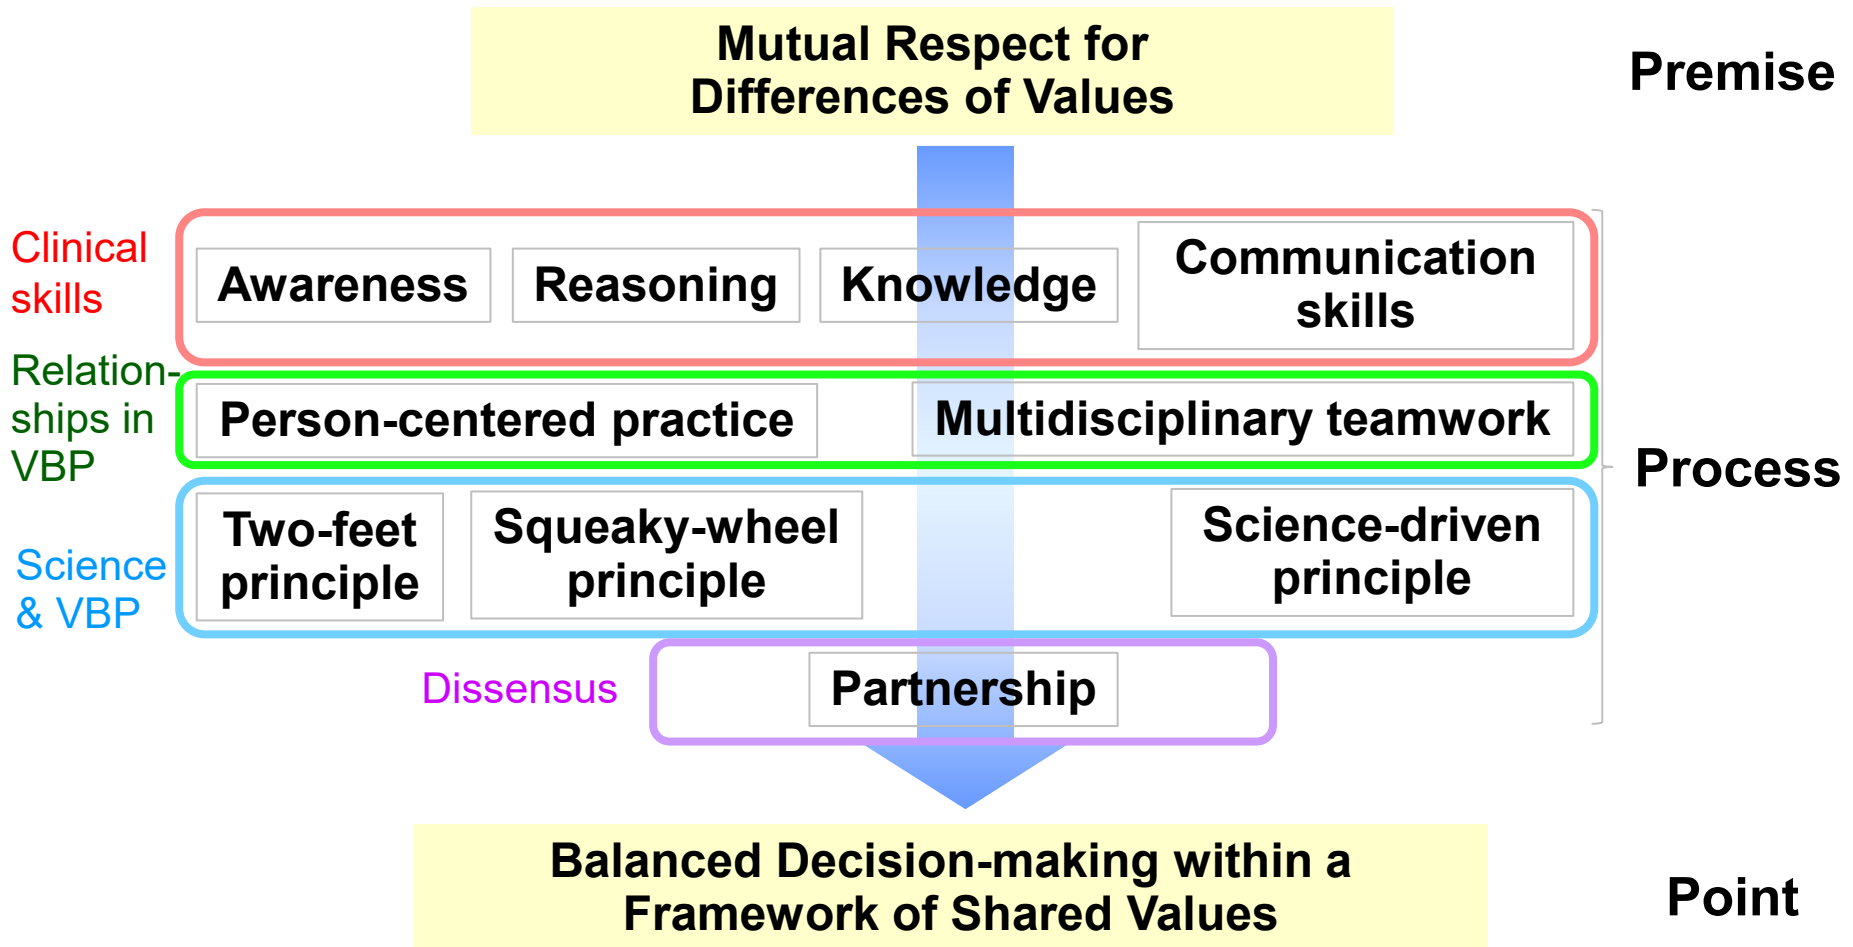 Mutual Respect for
Differences of Values
Premise
Clinical
skills
Awareness
Reasoning
Knowledge
Communication
skills
Relation-
ships in
VBP
Person-centered practice
Multidisciplinary teamwork
Process
Science
& VBP
Two-feet
principle
Squeaky-wheel
principle
Science-driven
principle
Dissensus
Partnership
Balanced Decision-making within a
Framework of Shared Values
Point